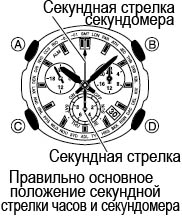 Секундная стрелка
секундомера
A
B
C
D
Секундная стрелка
Правильно основное
положение секундной
стрелки часов и секундомера